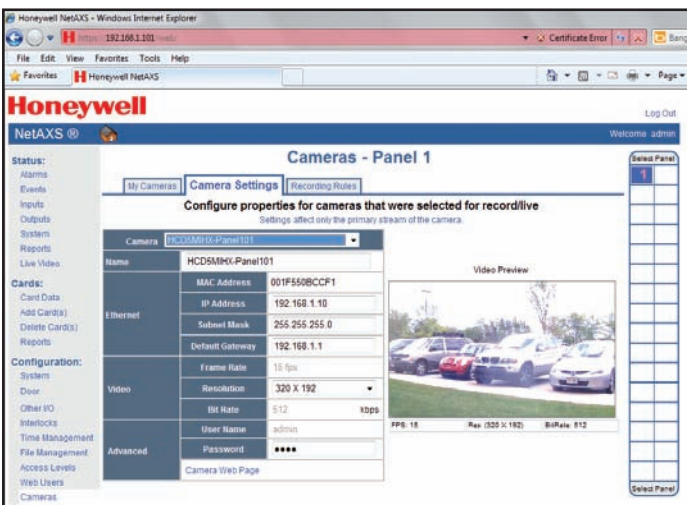 Honeywell NetAXS - Windows Internet Explorer
https 192.168.1.101
Certificate Error
Bang
File Edit View Favorites Tools Help
Favorites Honeywell NetAXS
Page
Honeywell
Log Out
NetAXS ®
Welcome admin
Cameras - Panel 1
Select Panel
1
My Cameras Camera Settings Recording Rules
Configure properties for cameras that were selected for record/live
Settings affect only the primary stream of the camera.
Status:
Alarms
Events
Inputs
Outputs
System
Reports
Live Video
Cards:
Card Data
Add Card(s)
Delete Card(s)
Reports
Configuration:
System
Door
Other I/O
Interlocks
Time Management
File Management
Access Levels
Web Users
Cameras
Camera HCD5MIHX-Panel101
Name HCD5MIHX-Panel101
Ethernet
MAC Address 001F550BCCF1
IP Address 192.168.1.10
Subnet Mask 255.255.255.0
Default Gateway 192.168.1.1
Video
Frame Rate 15 fps
Resolution 320 X 192
Bit Rate 512 kbps
Advanced
User Name admin
Password ●●●●
Camera Web Page
Video Preview
FPS: 15 Res: (320 X 192) BitRate: 512
Select Panel